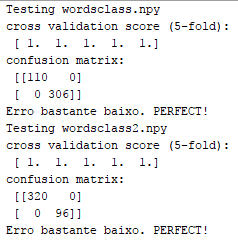 Testing wordsclass.npy
cross validation score (5-fold):
[ 1. 1. 1. 1. 1.]
confusion matrix:
[[110 0]
[ 0 306]]
Erro bastante baixo. PERFECT!
Testing wordsclass2.npy
cross validation score (5-fold):
[ 1. 1. 1. 1. 1.]
confusion matrix:
[[320 0]
[ 0 96]]
Erro bastante baixo. PERFECT!